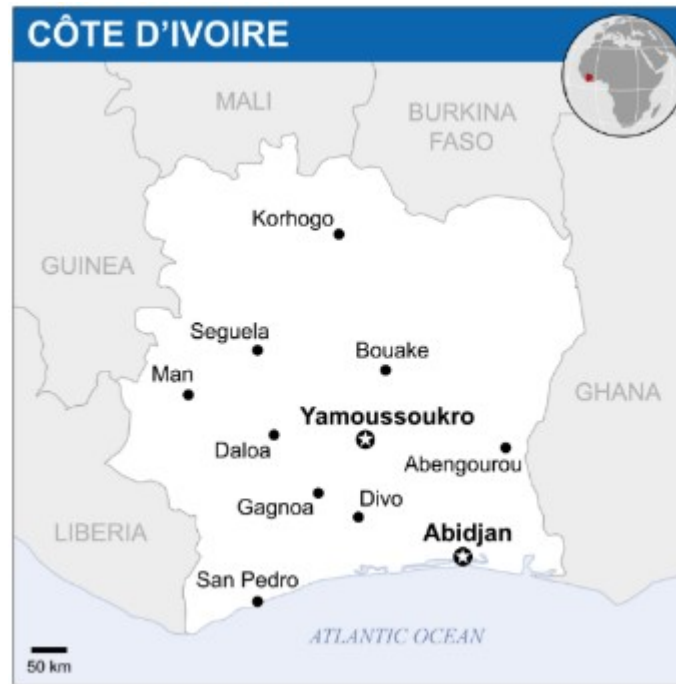 CÔTE D'IVOIRE
MALI
BURKINA
FASO
Korhogo
GUINEA
Seguela
Bouake
Man
GHANA
Yamoussoukro
Daloa
Abengourou
Gagnoa
Divo
LIBERIA
Abidjan
San Pedro
ATLANTIC OCEAN
50 km